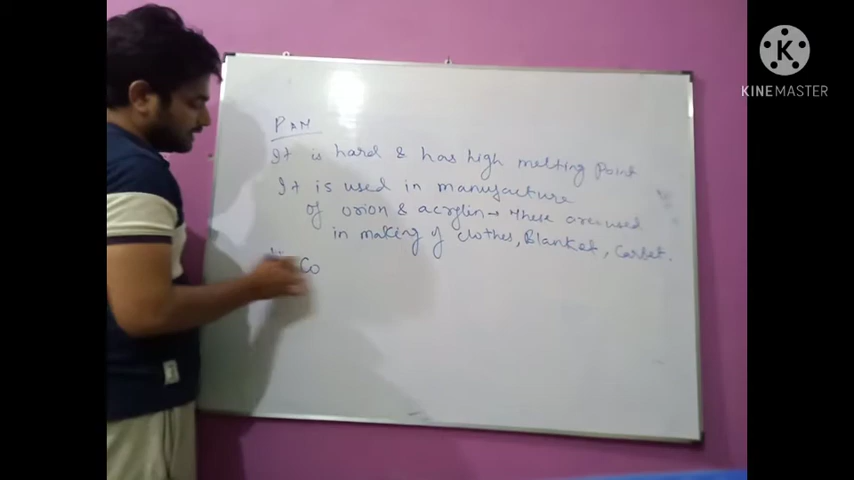 PAN
It is hard & has high melting Point
It is used in manufacture
of orion & acrylin → these are used
in making of clothes, Blanket, Carbet.
Co
K
KINEMASTER